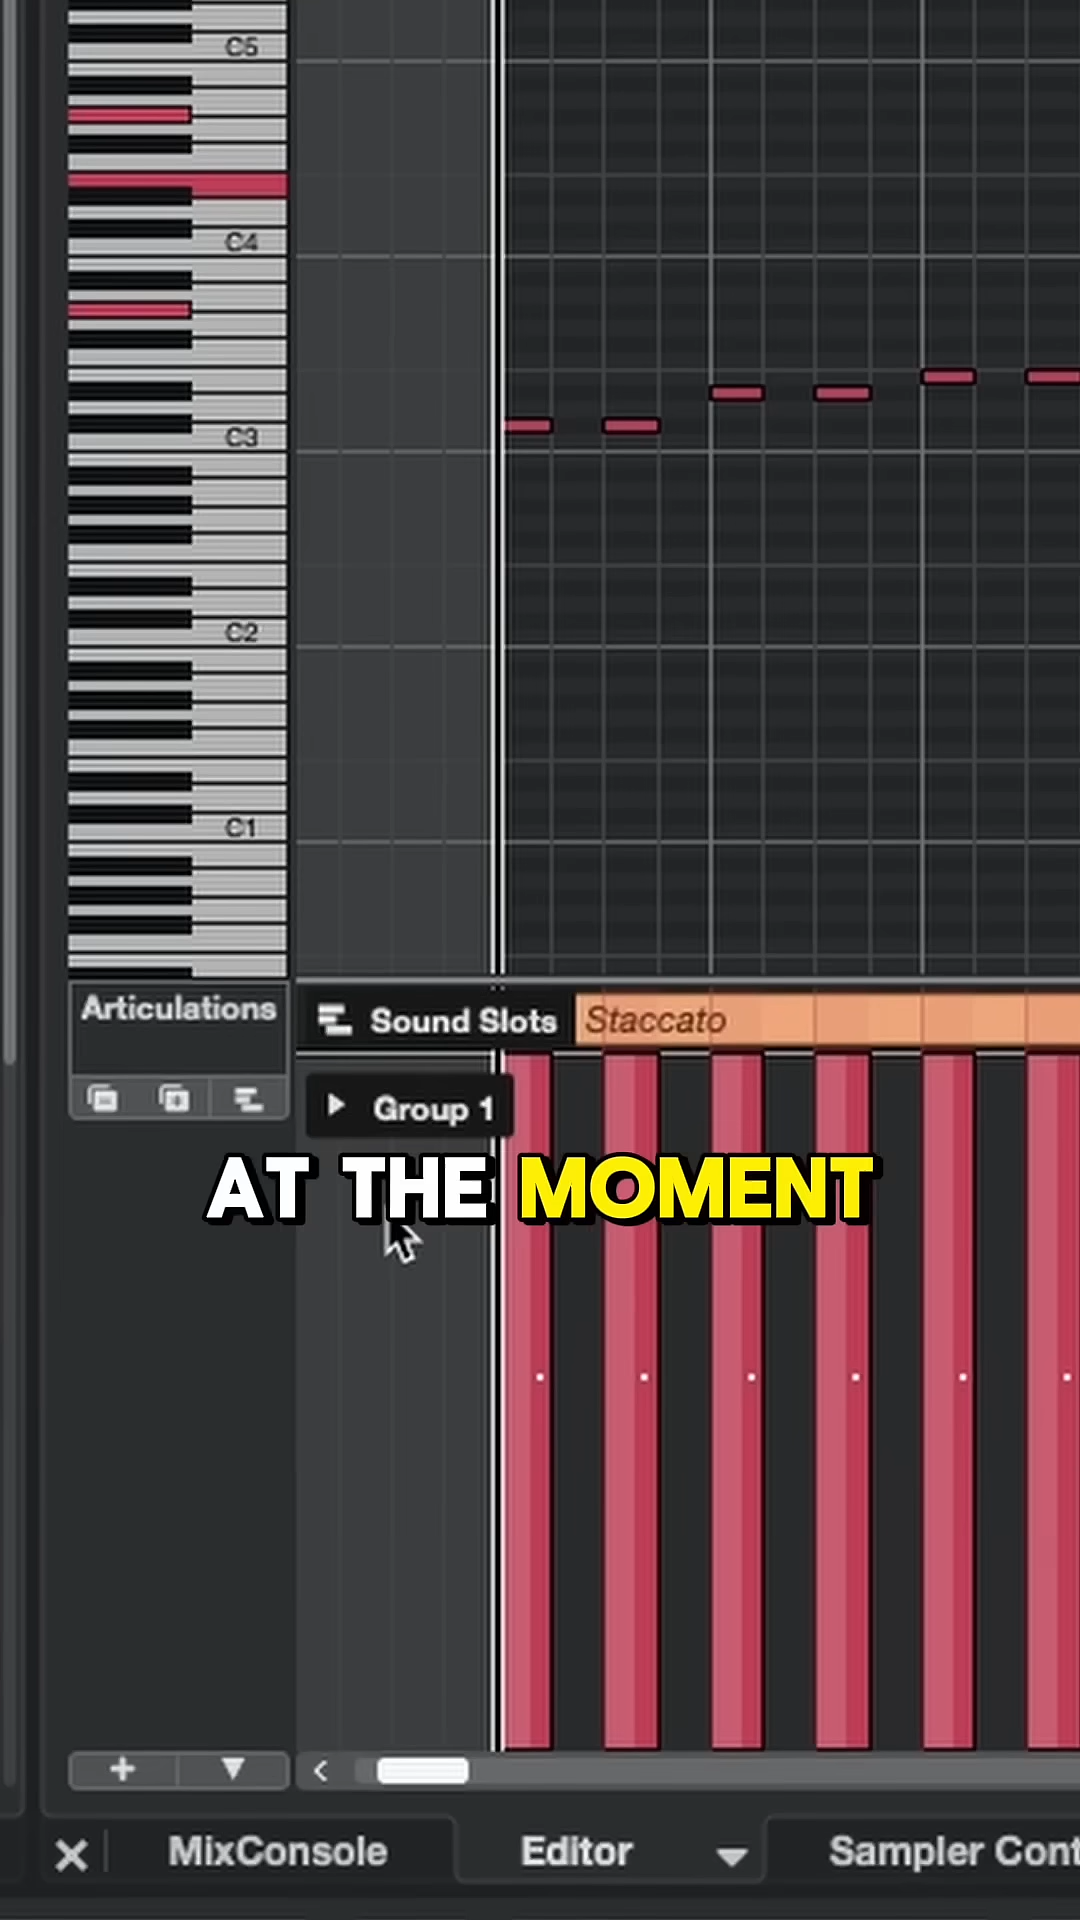 C5
C4
C3
C2
C1
Articulations
Sound Slots
Staccato
Group 1
AT THE MOMENT
MixConsole
Editor
Sampler Cont